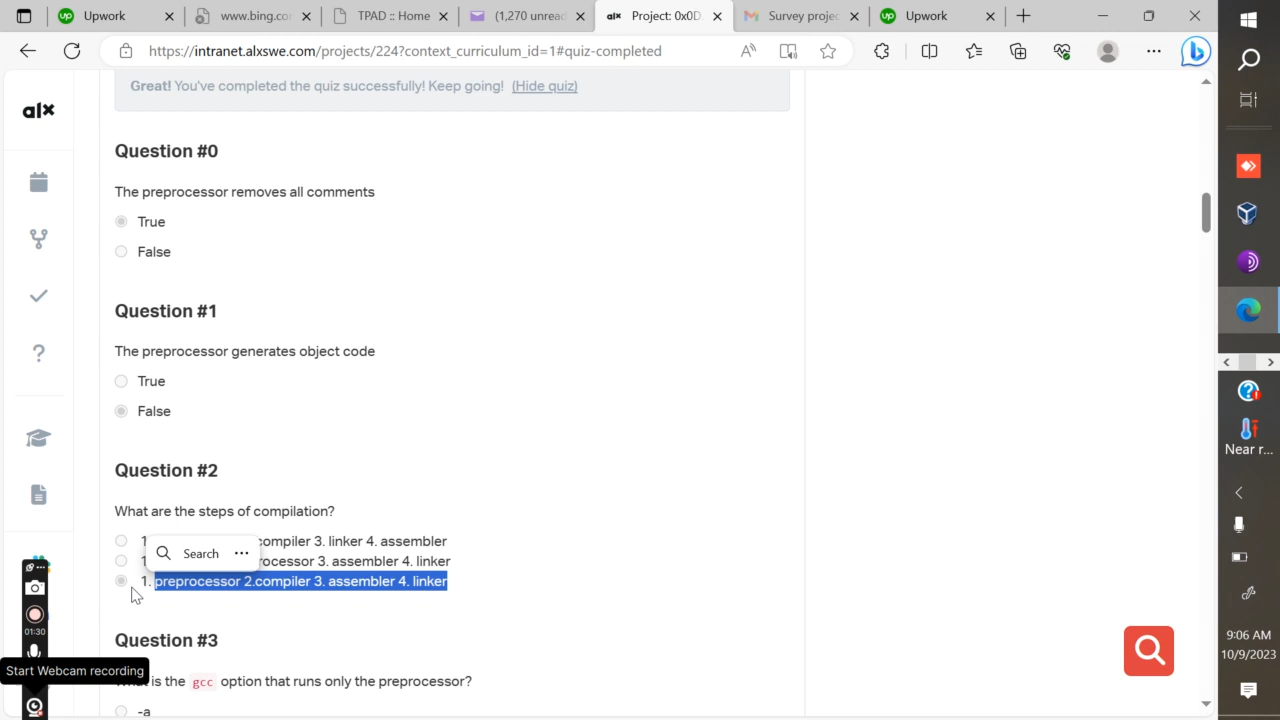 Upwork
www.bing.co
TPAD :: Home
(1,270 unread
alx Project: 0x0D
Survey projec
Upwork
https://intranet.alxswe.com/projects/224?context_curriculum_id=1#quiz-completed
alx
Great! You've completed the quiz successfully! Keep going! (Hide quiz)
Question #0
The preprocessor removes all comments
True
False
Question #1
The preprocessor generates object code
True
False
Question #2
What are the steps of compilation?
compiler 3. linker 4. assembler
Search ...
rocessor 3. assembler 4. linker
1. preprocessor 2.compiler 3. assembler 4. linker
01:30
Question #3
Start Webcam recording
is the gcc option that runs only the preprocessor?
-a
Near r...
9:06 AM
10/9/2023